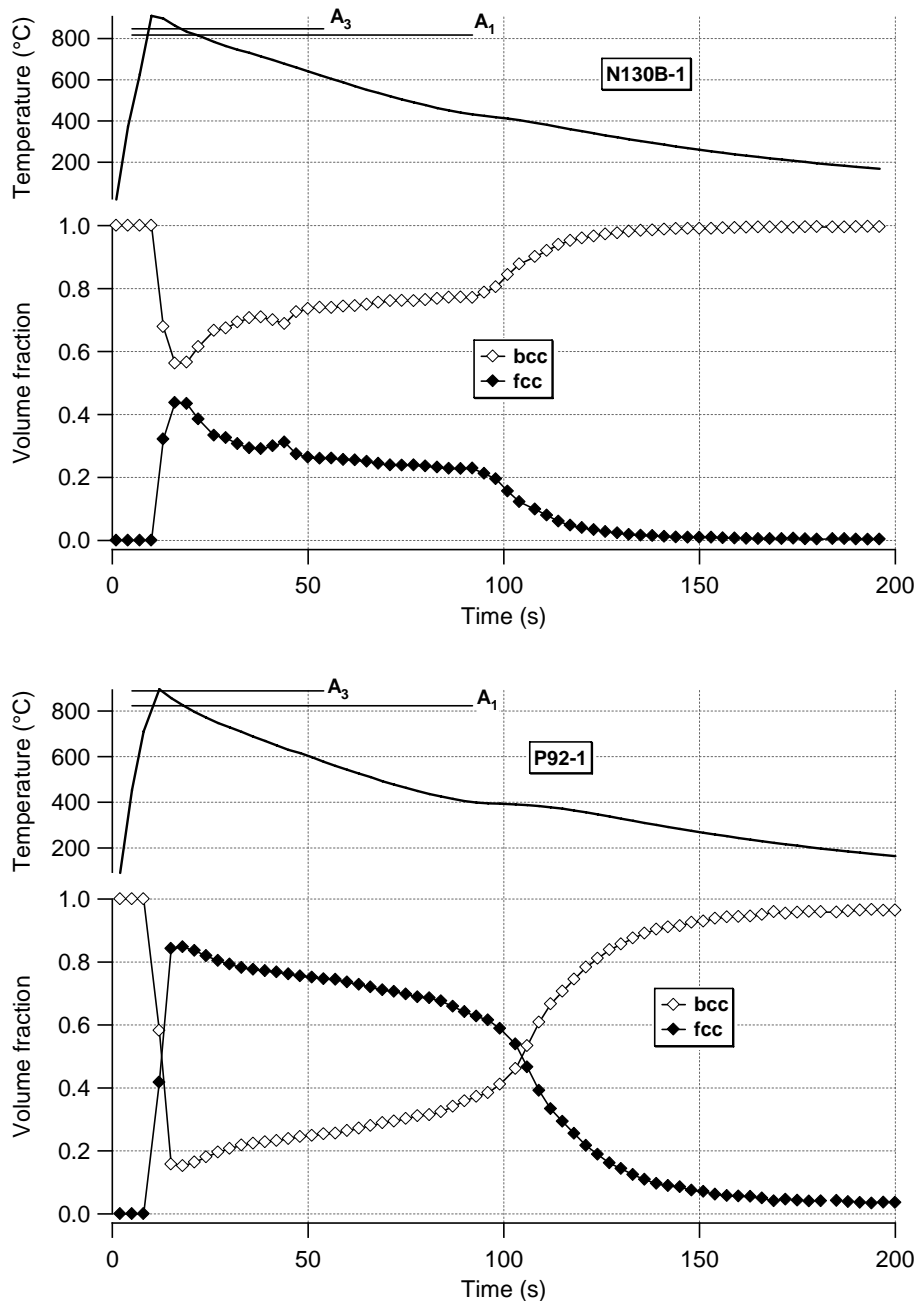 A3
A1
800
600
400
200
Temperature (°C)
N130B-1
1.0
0.8
0.6
0.4
0.2
0.0
Volume fraction
bcc
fcc
0
50
100
150
200
Time (s)
A3
A1
800
600
400
200
Temperature (°C)
P92-1
1.0
0.8
0.6
0.4
0.2
0.0
Volume fraction
bcc
fcc
0
50
100
150
200
Time (s)